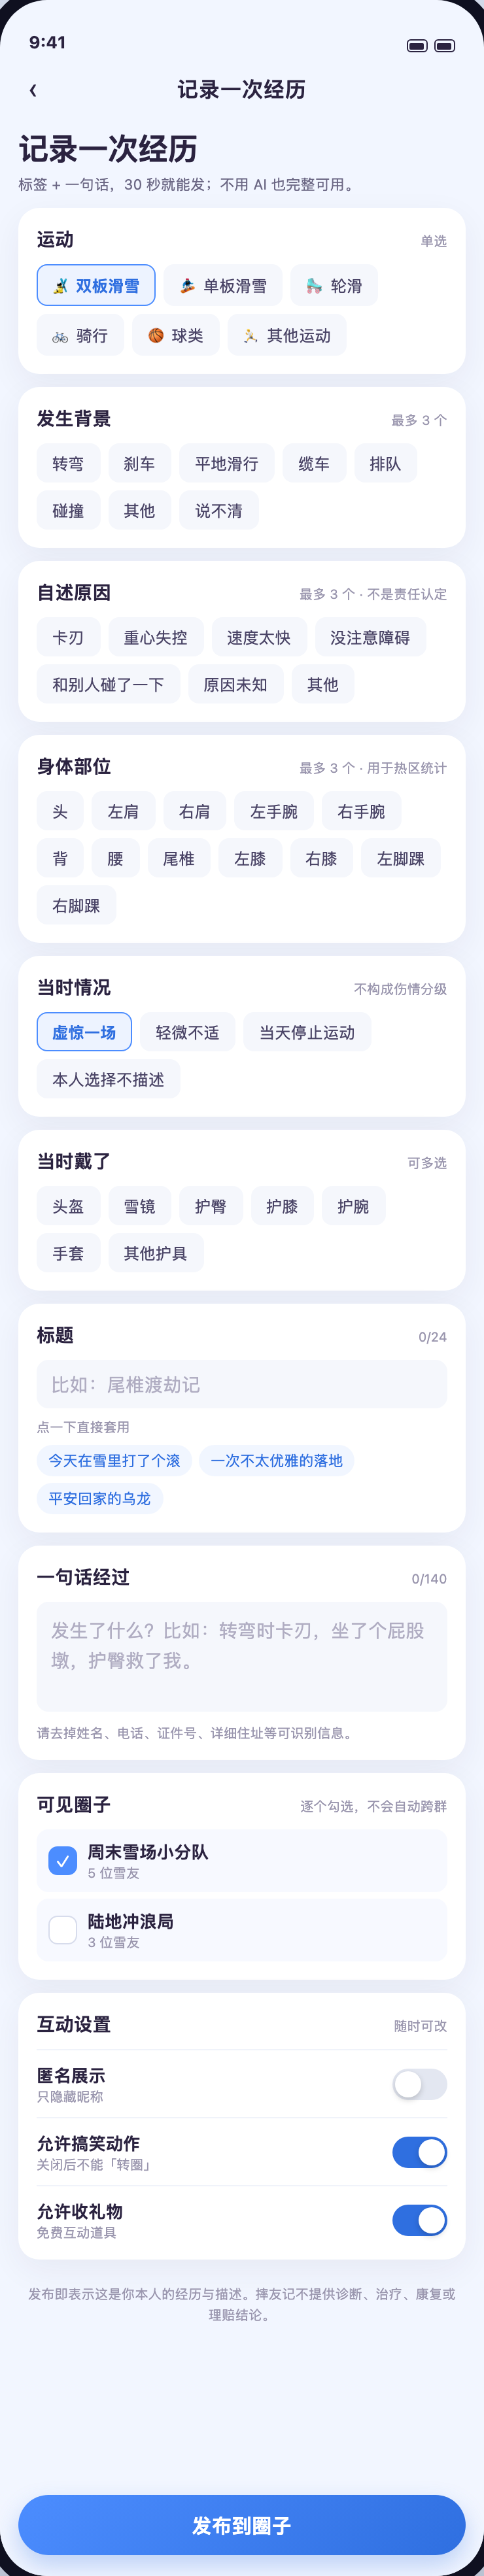 9:41
‹ 记录一次经历
记录一次经历
标签 + 一句话，30 秒就能发；不用 AI 也完整可用。
运动 单选
双板滑雪 单板滑雪 轮滑
骑行 球类 其他运动
发生背景 最多 3 个
转弯 刹车 平地滑行 缆车 排队
碰撞 其他 说不清
自述原因 最多 3 个 · 不是责任认定
卡刃 重心失控 速度太快 没注意障碍
和别人碰了一下 原因未知 其他
身体部位 最多 3 个 · 用于热区统计
头 左肩 右肩 左手腕 右手腕
背 腰 尾椎 左膝 右膝 左脚踝
右脚踝
当时情况 不构成伤情分级
虚惊一场 轻微不适 当天停止运动
本人选择不描述
当时戴了 可多选
头盔 雪镜 护臀 护膝 护腕
手套 其他护具
标题 0/24
比如：尾椎渡劫记
点一下直接套用
今天在雪里打了个滚 一次不太优雅的落地
平安回家的乌龙
一句话经过 0/140
发生了什么？比如：转弯时卡刃，坐了个屁股
墩，护臀救了我。
请去掉姓名、电话、证件号、详细住址等可识别信息。
可见圈子 逐个勾选，不会自动跨群
周末雪场小分队
5 位雪友
陆地冲浪局
3 位雪友
互动设置 随时可改
匿名展示
只隐藏昵称
允许搞笑动作
关闭后不能「转圈」
允许收礼物
免费互动道具
发布即表示这是你本人的经历与描述。摔友记不提供诊断、治疗、康复或
理赔结论。
发布到圈子